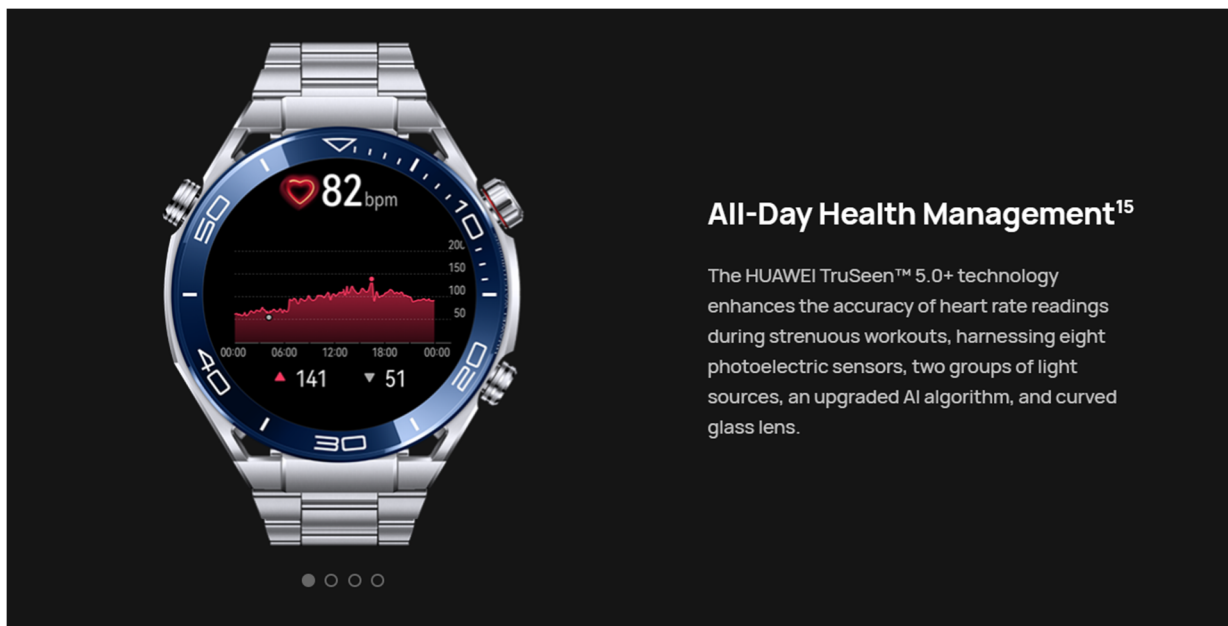 82 bpm
200
150
100
50
00:00 06:00 12:00 18:00 00:00
▲ 141 ▼ 51
50
10
40
20
30
All-Day Health Management15
The HUAWEI TruSeen™ 5.0+ technology
enhances the accuracy of heart rate readings
during strenuous workouts, harnessing eight
photoelectric sensors, two groups of light
sources, an upgraded AI algorithm, and curved
glass lens.